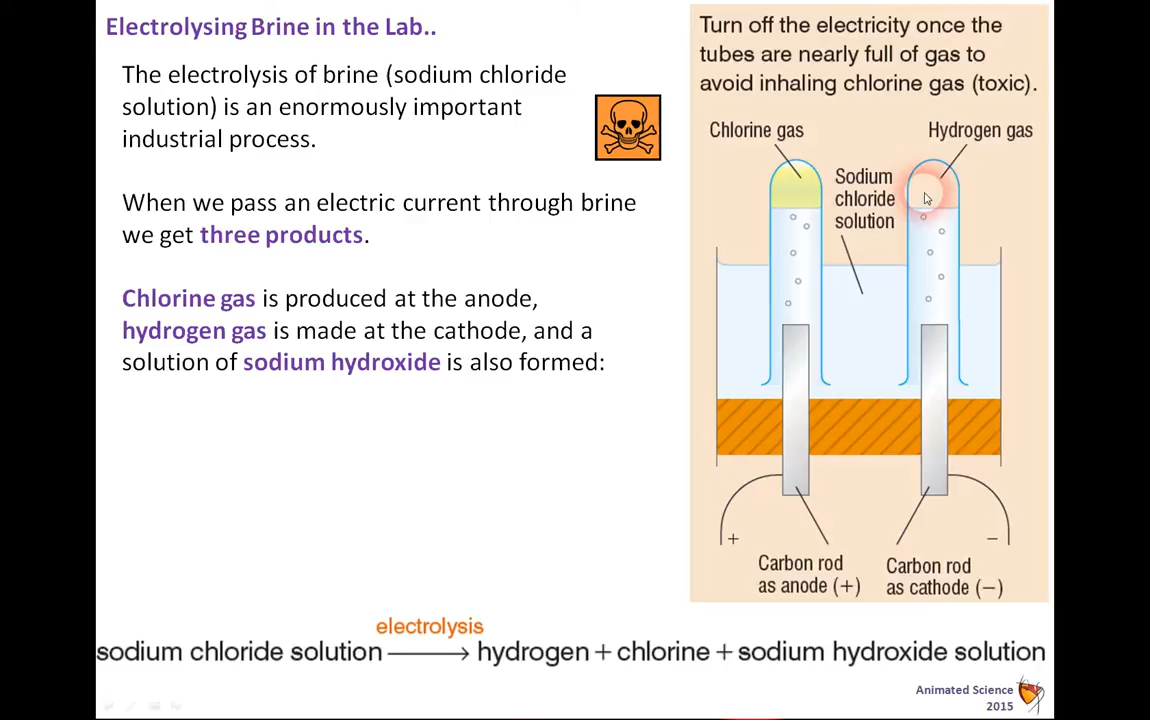 Electrolysing Brine in the Lab..
The electrolysis of brine (sodium chloride
solution) is an enormously important
industrial process.
When we pass an electric current through brine
we get three products.
Chlorine gas is produced at the anode,
hydrogen gas is made at the cathode, and a
solution of sodium hydroxide is also formed:
Turn off the electricity once the
tubes are nearly full of gas to
avoid inhaling chlorine gas (toxic).
Chlorine gas
Hydrogen gas
Sodium
chloride
solution
+
−
Carbon rod
as anode (+)
Carbon rod
as cathode (−)
electrolysis
sodium chloride solution ⟶ hydrogen + chlorine + sodium hydroxide solution
Animated Science
2015